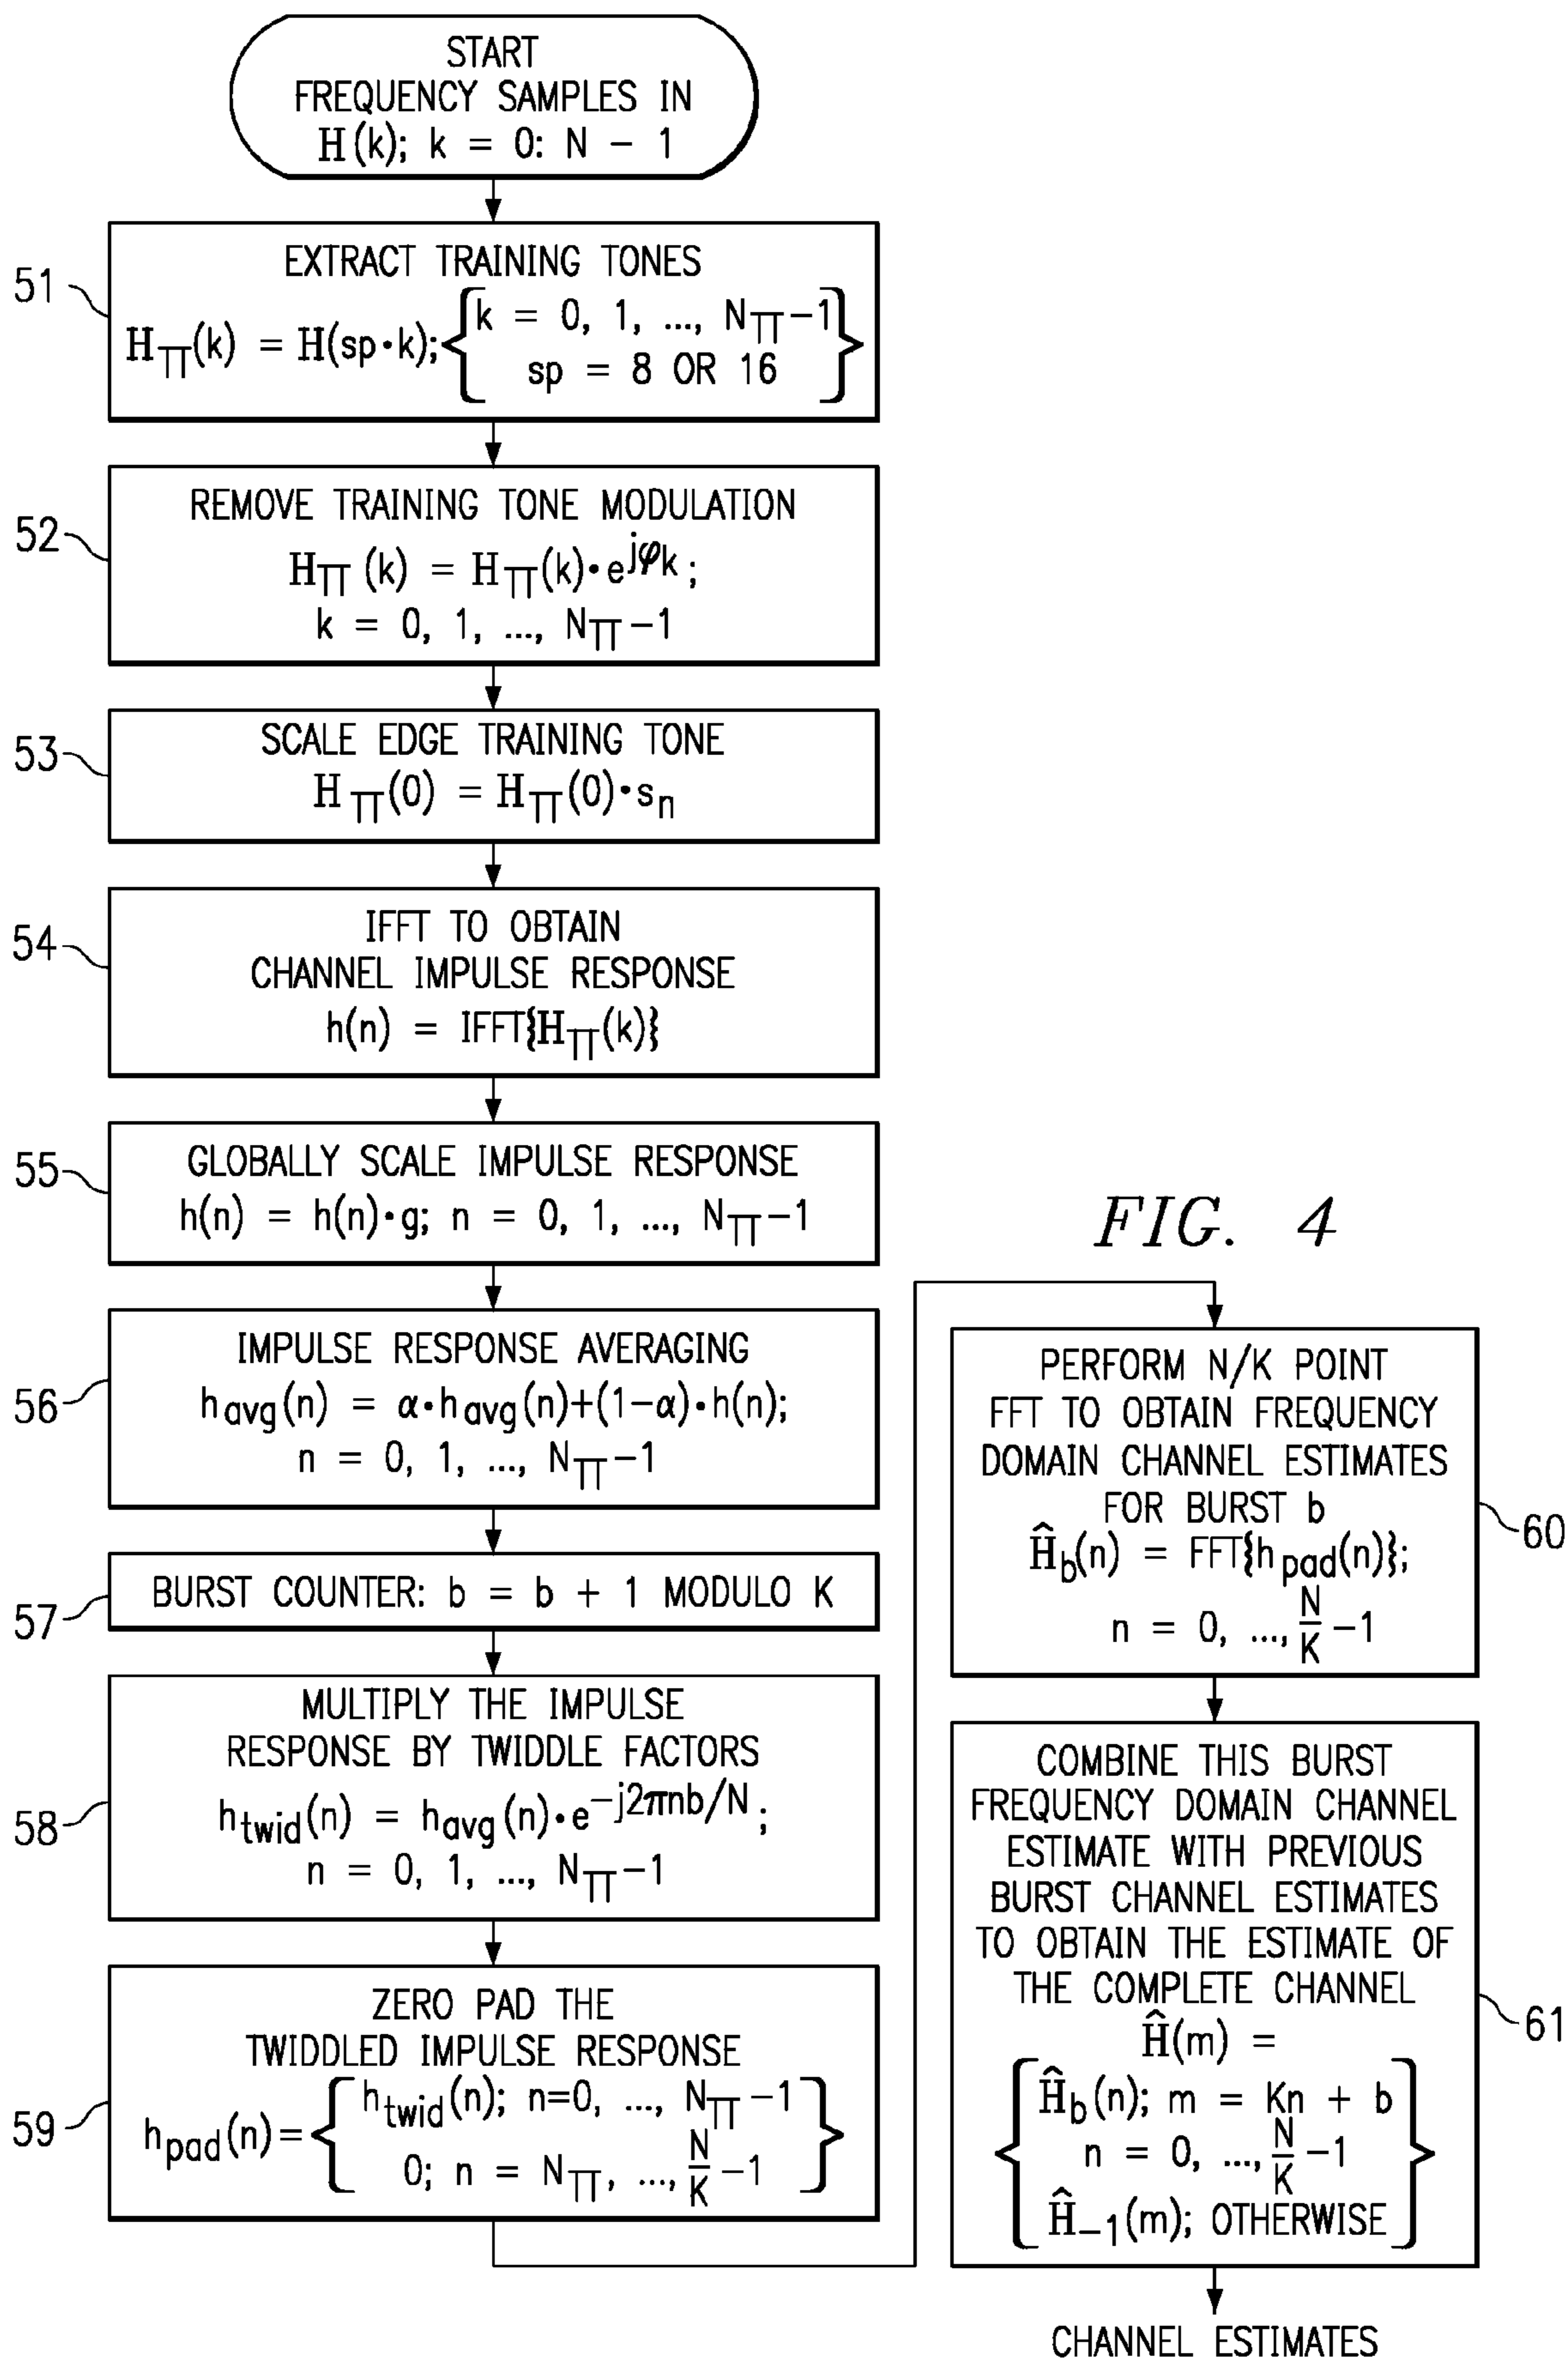 START
FREQUENCY SAMPLES IN
H(k); k = 0: N - 1
51
EXTRACT TRAINING TONES
H_TT(k) = H(sp•k); { k = 0, 1, ..., N_TT-1
sp = 8 OR 16 }
52
REMOVE TRAINING TONE MODULATION
H_TT(k) = H_TT(k)•e^jφ_k;
k = 0, 1, ..., N_TT-1
53
SCALE EDGE TRAINING TONE
H_TT(0) = H_TT(0)•s_n
54
IFFT TO OBTAIN
CHANNEL IMPULSE RESPONSE
h(n) = IFFT{H_TT(k)}
55
GLOBALLY SCALE IMPULSE RESPONSE
h(n) = h(n)•g; n = 0, 1, ..., N_TT-1
56
IMPULSE RESPONSE AVERAGING
h_avg(n) = α•h_avg(n)+(1-α)•h(n);
n = 0, 1, ..., N_TT-1
57
BURST COUNTER: b = b + 1 MODULO K
58
MULTIPLY THE IMPULSE
RESPONSE BY TWIDDLE FACTORS
h_twid(n) = h_avg(n)•e^-j2πnb/N;
n = 0, 1, ..., N_TT-1
59
ZERO PAD THE
TWIDDLED IMPULSE RESPONSE
h_pad(n) = { h_twid(n); n=0, ..., N_TT-1
0; n = N_TT, ..., N/K -1 }
FIG. 4
PERFORM N/K POINT
FFT TO OBTAIN FREQUENCY
DOMAIN CHANNEL ESTIMATES
FOR BURST b
Ĥ_b(n) = FFT{h_pad(n)};
n = 0, ..., N/K -1
60
COMBINE THIS BURST
FREQUENCY DOMAIN CHANNEL
ESTIMATE WITH PREVIOUS
BURST CHANNEL ESTIMATES
TO OBTAIN THE ESTIMATE OF
THE COMPLETE CHANNEL
Ĥ(m) =
{ Ĥ_b(n); m = Kn + b
n = 0, ..., N/K -1
Ĥ_-1(m); OTHERWISE }
61
CHANNEL ESTIMATES